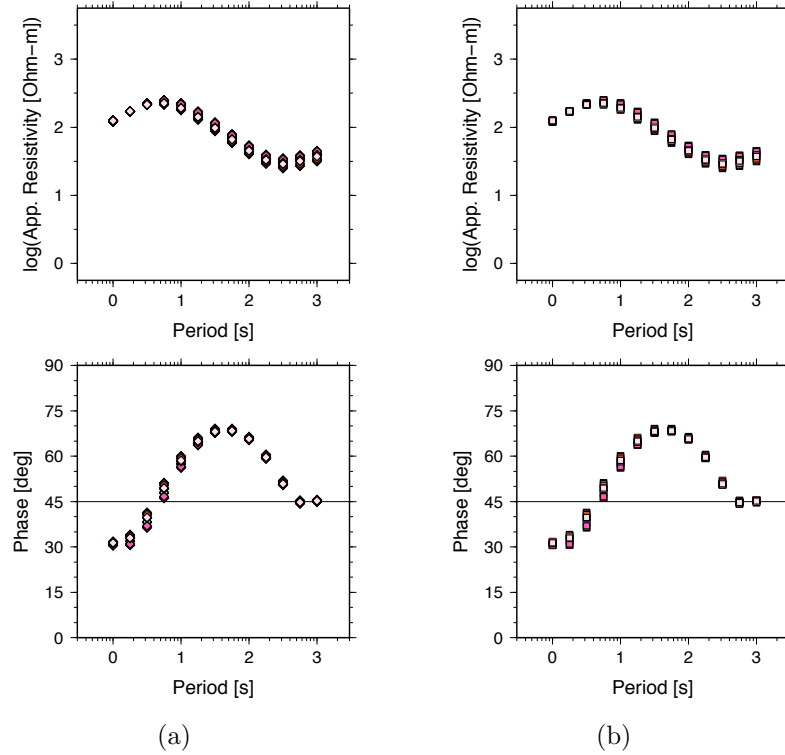 log(App. Resistivity [Ohm−m])
3
2
1
0
0 1 2 3
Period [s]
log(App. Resistivity [Ohm−m])
3
2
1
0
0 1 2 3
Period [s]
Phase [deg]
90
75
60
45
30
15
0
0 1 2 3
Period [s]
(a)
Phase [deg]
90
75
60
45
30
15
0
0 1 2 3
Period [s]
(b)